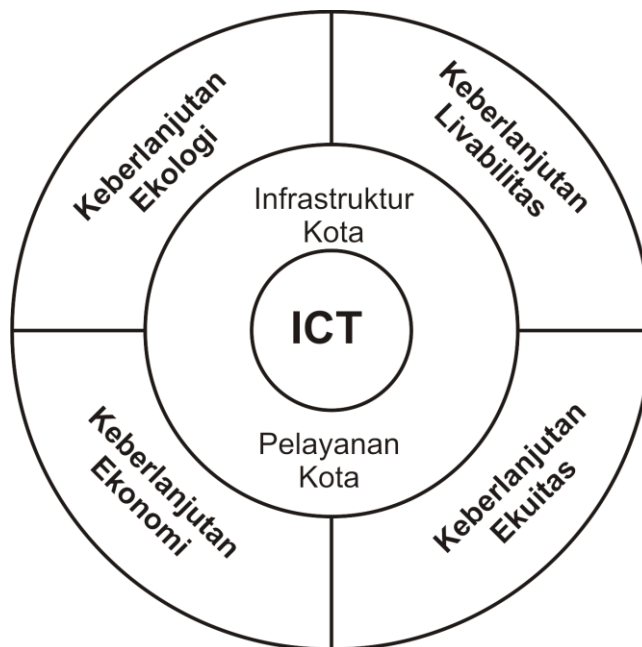 Keberlanjutan
Ekologi
Keberlanjutan
Livabilitas
Infrastruktur
Kota
ICT
Pelayanan
Kota
Keberlanjutan
Ekonomi
Keberlanjutan
Ekuitas